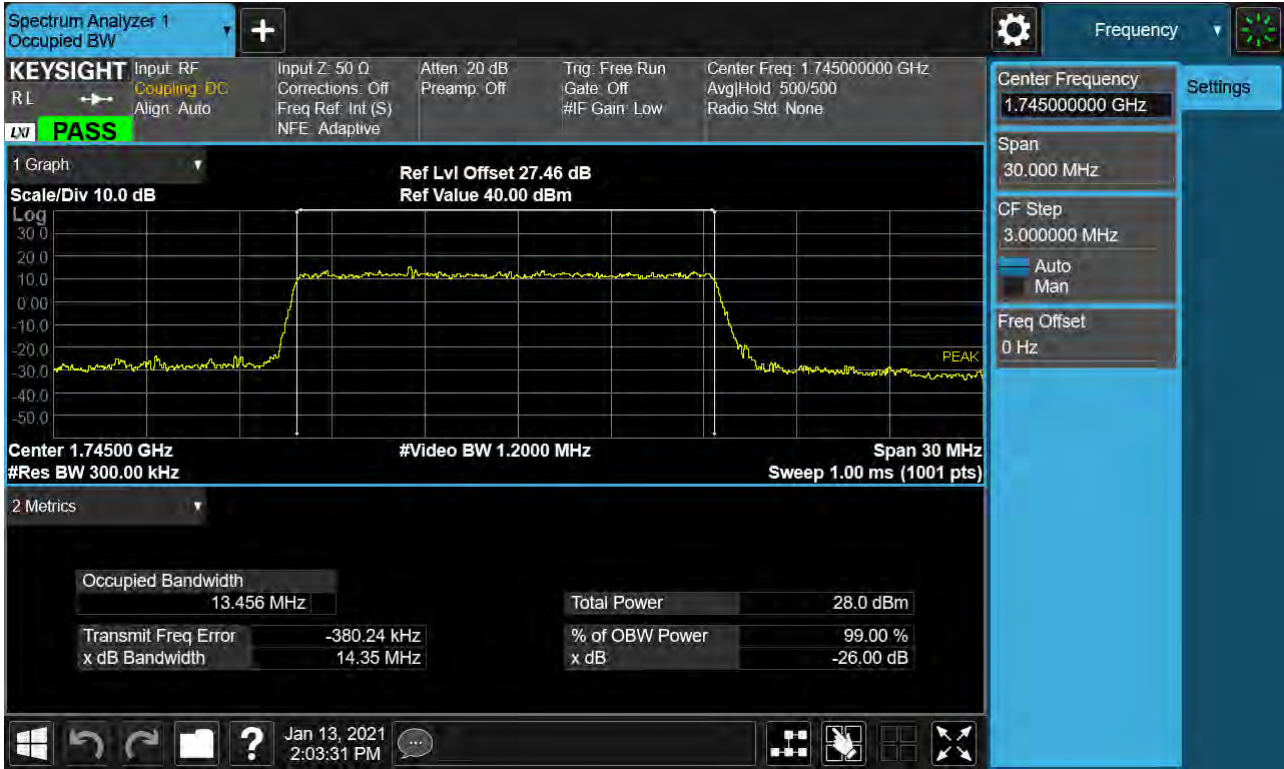 Spectrum Analyzer 1
Occupied BW
Frequency
KEYSIGHT
RL
LXI
PASS
Input: RF
Coupling: DC
Align: Auto
Input Z: 50 Ω
Corrections: Off
Freq Ref: Int (S)
NFE: Adaptive
Atten: 20 dB
Preamp: Off
Trig: Free Run
Gate: Off
#IF Gain: Low
Center Freq: 1.745000000 GHz
Avg|Hold: 500/500
Radio Std: None
Center Frequency
1.745000000 GHz
Settings
Span
30.000 MHz
CF Step
3.000000 MHz
Auto
Man
Freq Offset
0 Hz
1 Graph
Scale/Div 10.0 dB
Ref Lvl Offset 27.46 dB
Ref Value 40.00 dBm
Log
30.0
20.0
10.0
0.00
-10.0
-20.0
-30.0
-40.0
-50.0
PEAK
Center 1.74500 GHz
#Video BW 1.2000 MHz
Span 30 MHz
#Res BW 300.00 kHz
Sweep 1.00 ms (1001 pts)
2 Metrics
Occupied Bandwidth
13.456 MHz
Total Power 28.0 dBm
Transmit Freq Error -380.24 kHz
% of OBW Power 99.00 %
x dB Bandwidth 14.35 MHz
x dB -26.00 dB
?
Jan 13, 2021
2:03:31 PM